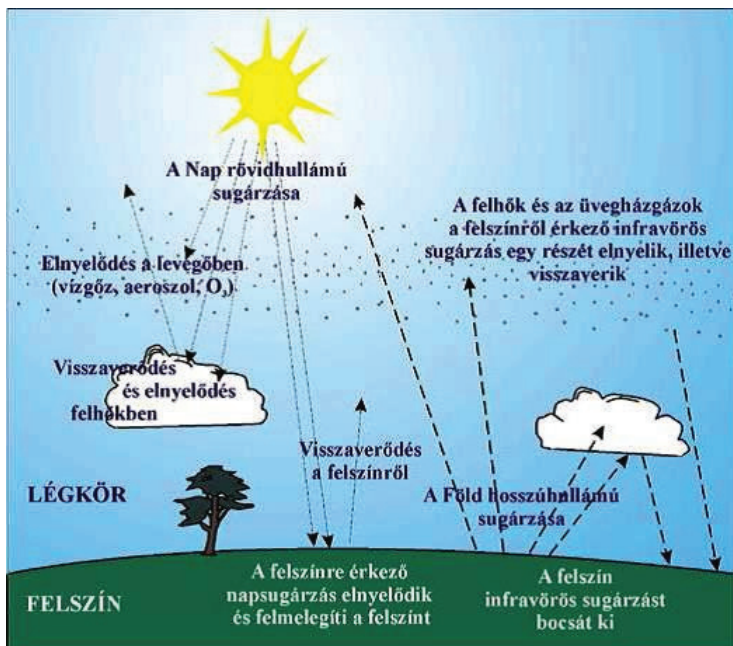 A Nap rövidhullámú
sugárzása
A felhők és az üvegházgázok
a felszínről érkező infravörös
sugárzás egy részét elnyelik, illetve
visszaverik
Elnyelődés a levegőben
(vízgőz, aeroszol, O₃)
Visszaverődés
és elnyelődés
felhőkben
Visszaverődés
a felszínről
LÉGKÖR
A Föld hosszúhullámú
sugárzása
A felszínre érkező
napsugárzás elnyelődik
és felmelegíti a felszínt
A felszín
infravörös sugárzást
bocsát ki
FELSZÍN